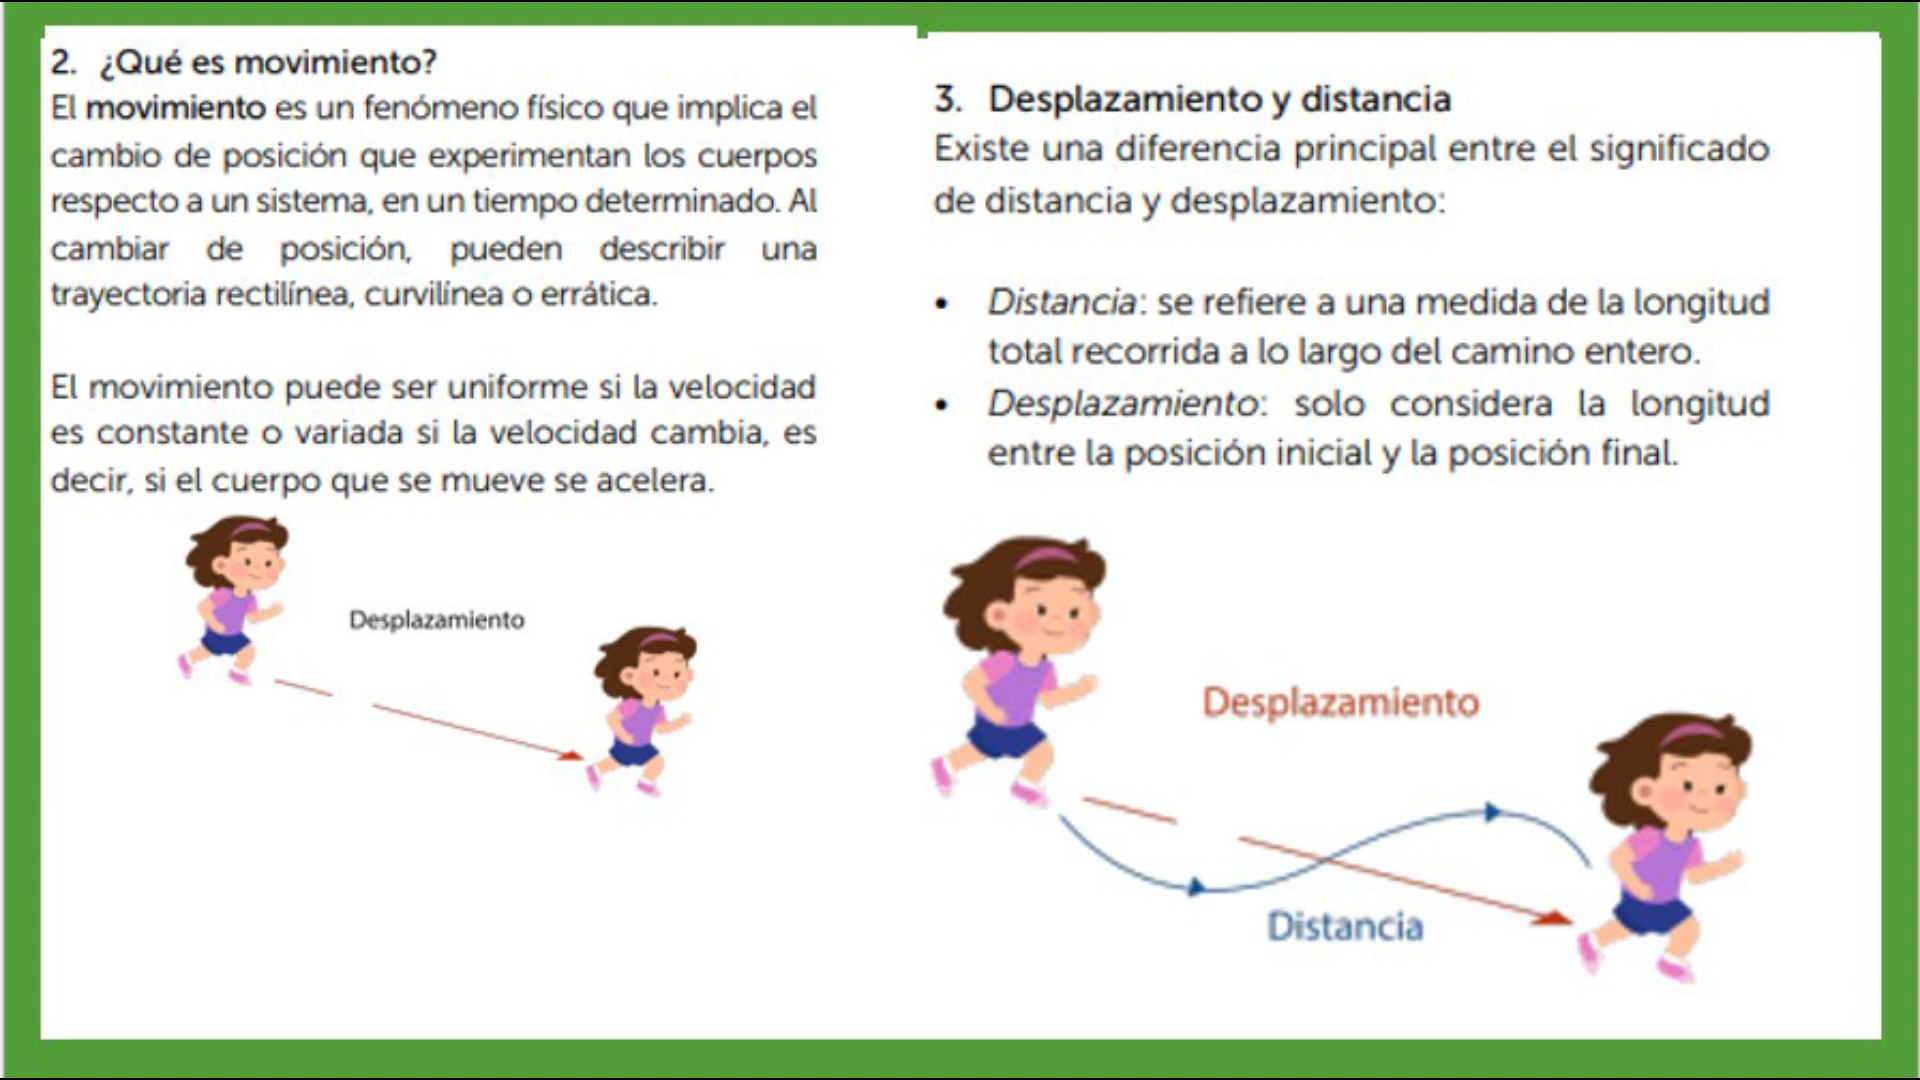 2. ¿Qué es movimiento?
El movimiento es un fenómeno físico que implica el
cambio de posición que experimentan los cuerpos
respecto a un sistema, en un tiempo determinado. Al
cambiar de posición, pueden describir una
trayectoria rectilínea, curvilínea o errática.
El movimiento puede ser uniforme si la velocidad
es constante o variada si la velocidad cambia, es
decir, si el cuerpo que se mueve se acelera.
Desplazamiento
3. Desplazamiento y distancia
Existe una diferencia principal entre el significado
de distancia y desplazamiento:
• Distancia: se refiere a una medida de la longitud
total recorrida a lo largo del camino entero.
• Desplazamiento: solo considera la longitud
entre la posición inicial y la posición final.
Desplazamiento
Distancia